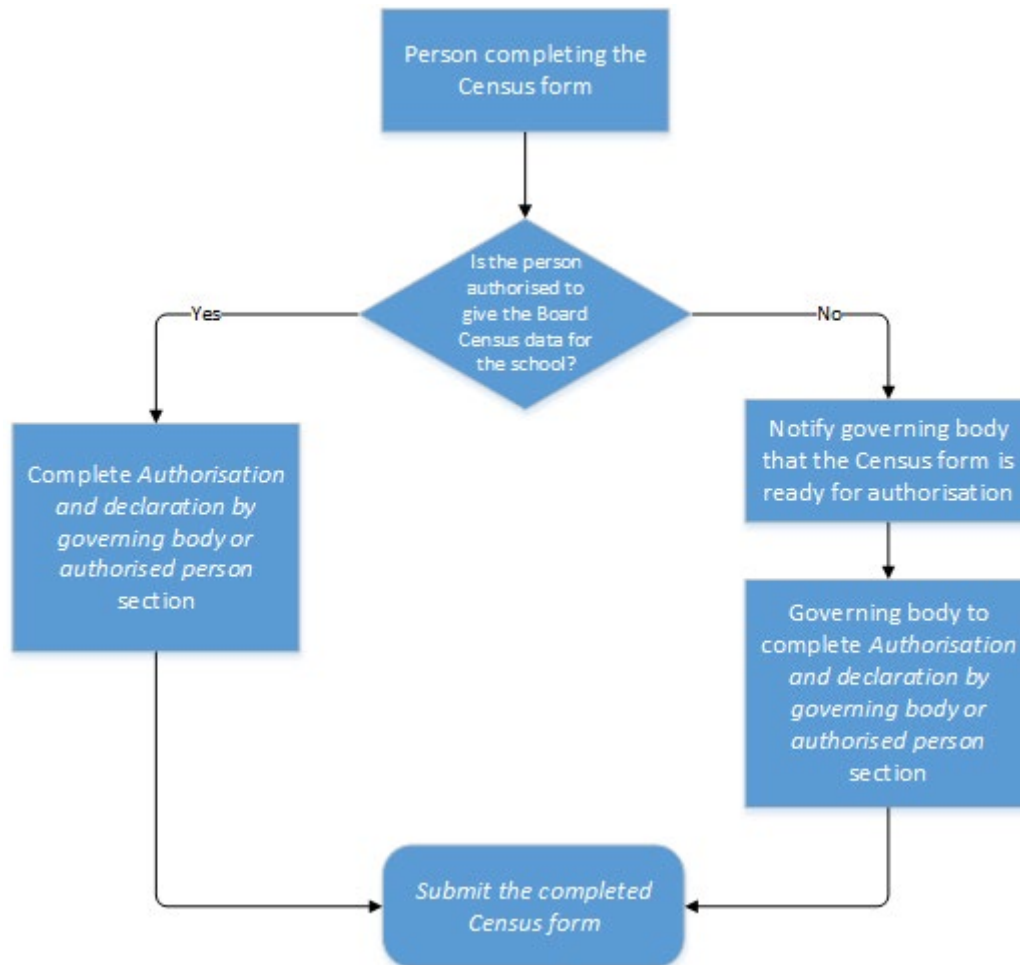 Person completing the
Census form
Is the person
authorised to
give the Board
Census data for
the school?
Yes
No
Complete Authorisation
and declaration by
governing body or
authorised person
section
Notify governing body
that the Census form is
ready for authorisation
Governing body to
complete Authorisation
and declaration by
governing body or
authorised person
section
Submit the completed
Census form